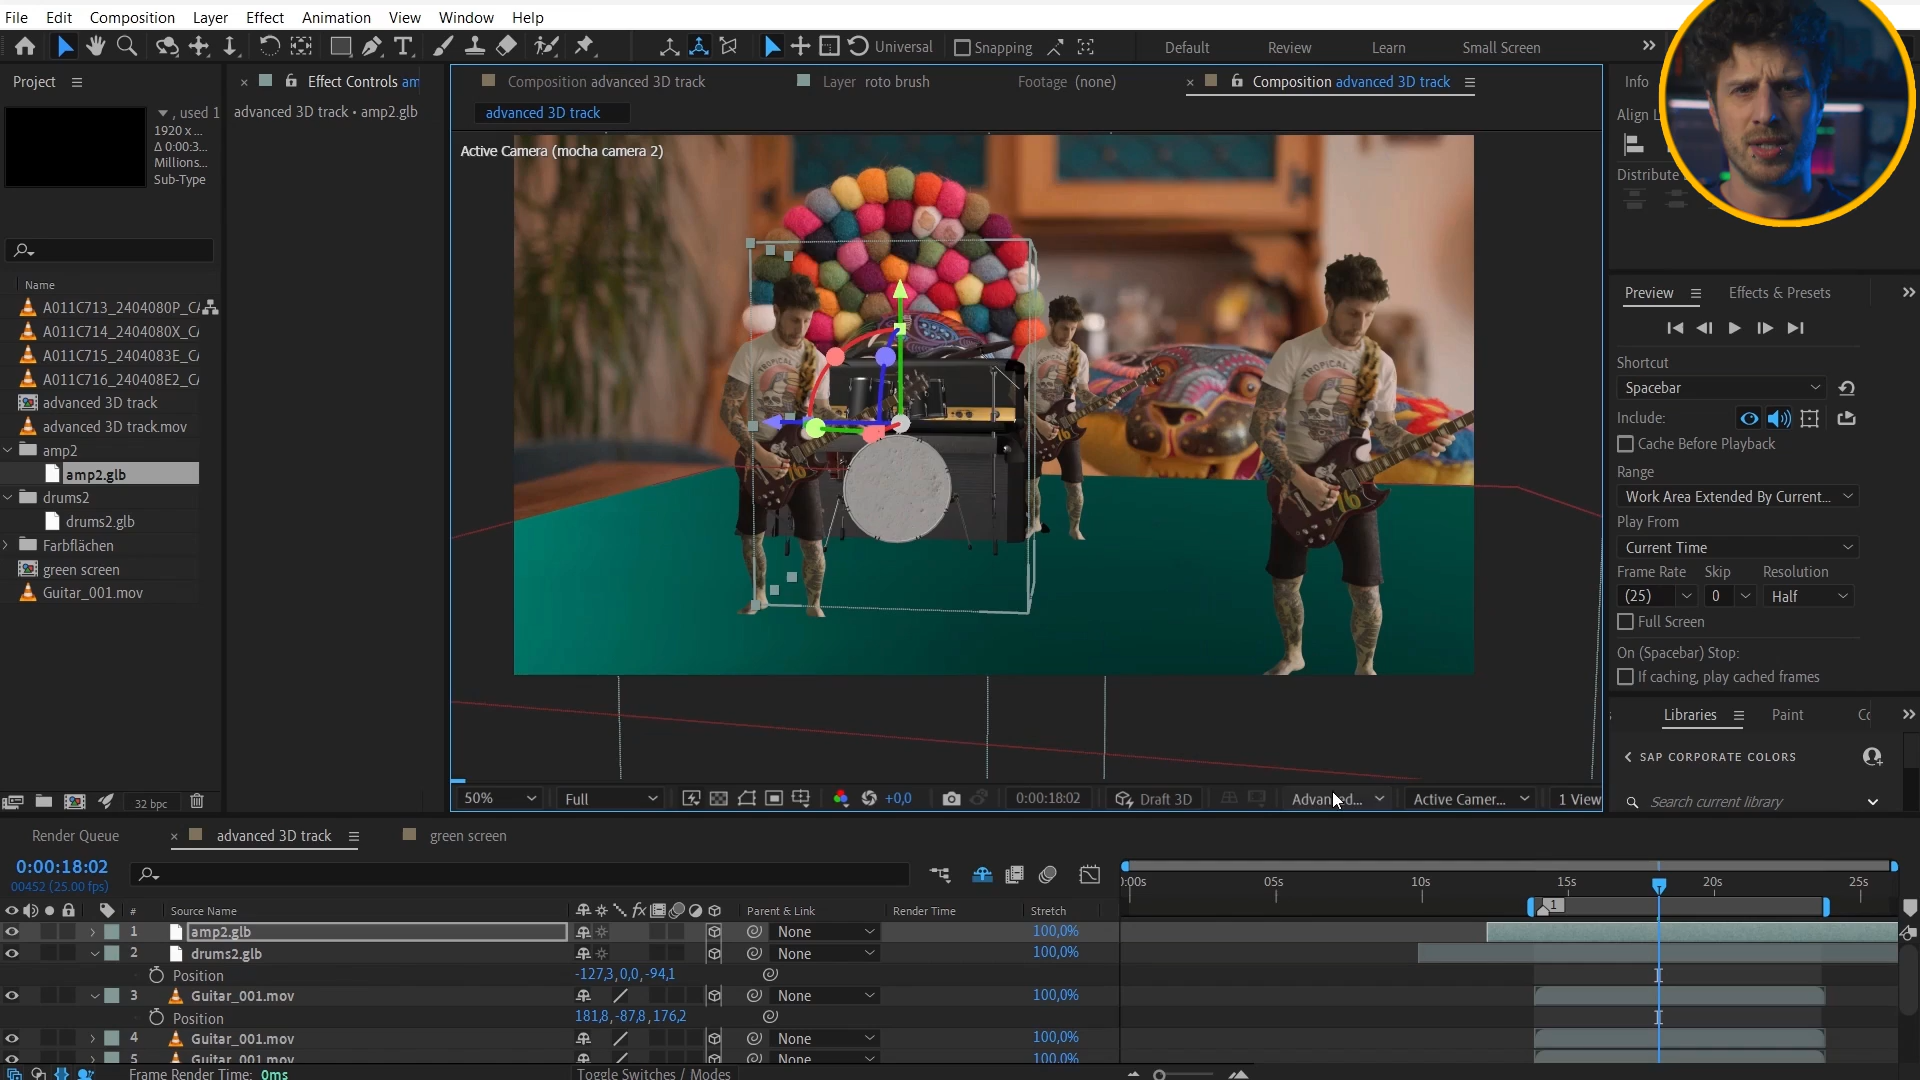 File Edit Composition Layer Effect Animation View Window Help
Universal Snapping Default Review Learn Small Screen
Project
Effect Controls am
Composition advanced 3D track
Layer roto brush
Footage (none)
Composition advanced 3D track
Info
, used 1
1920 x ...
Δ 0:00:3...
Millions...
Sub-Type
advanced 3D track • amp2.glb
advanced 3D track
Align L
Active Camera (mocha camera 2)
Distribute
TROPICAL
TROPICAL
Name
A011C713_2404080P_CA
A011C714_2404080X_CA
A011C715_2404083E_CA
A011C716_240408E2_CA
advanced 3D track
advanced 3D track.mov
amp2
amp2.glb
drums2
drums2.glb
Farbflächen
green screen
Guitar_001.mov
Preview Effects & Presets
Shortcut
Spacebar
Include:
Cache Before Playback
Range
Work Area Extended By Current...
Play From
Current Time
Frame Rate Skip Resolution
(25) 0 Half
Full Screen
On (Spacebar) Stop:
If caching, play cached frames
Libraries Paint
SAP CORPORATE COLORS
Search current library
32 bpc
50% Full +0,0 0:00:18:02 Draft 3D Advanced... Active Camer... 1 View
Render Queue advanced 3D track green screen
0:00:18:02
00452 (25.00 fps)
:00s 05s 10s 15s 20s 25s
# Source Name Parent & Link Render Time Stretch
1
1 amp2.glb None 100,0%
2 drums2.glb None 100,0%
Position -127,3,0,0,-94,1
3 Guitar_001.mov None 100,0%
Position 181,8,-87,8,176,2
4 Guitar_001.mov None 100,0%
5 Guitar_001.mov None 100,0%
Frame Render Time: 0ms Toggle Switches / Modes